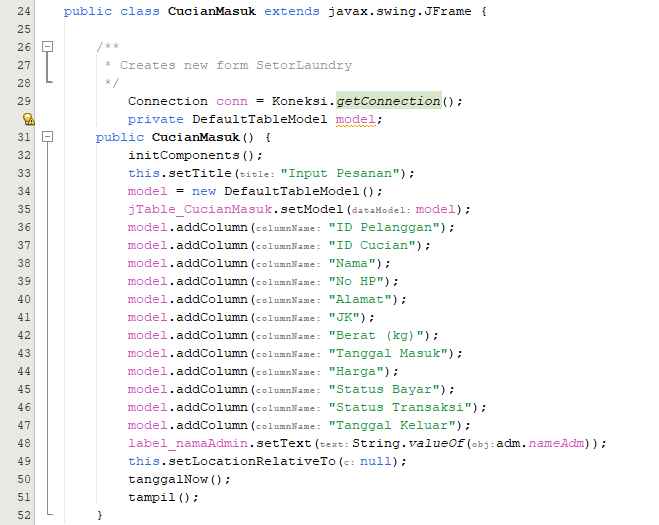 24 public class CucianMasuk extends javax.swing.JFrame {
25
26 /**
27 * Creates new form SetorLaundry
28 */
29 Connection conn = Koneksi.getConnection();
private DefaultTableModel model;
31 public CucianMasuk() {
32 initComponents();
33 this.setTitle(title: "Input Pesanan");
34 model = new DefaultTableModel();
35 jTable_CucianMasuk.setModel(dataModel: model);
36 model.addColumn(columnName: "ID Pelanggan");
37 model.addColumn(columnName: "ID Cucian");
38 model.addColumn(columnName: "Nama");
39 model.addColumn(columnName: "No HP");
40 model.addColumn(columnName: "Alamat");
41 model.addColumn(columnName: "JK");
42 model.addColumn(columnName: "Berat (kg)");
43 model.addColumn(columnName: "Tanggal Masuk");
44 model.addColumn(columnName: "Harga");
45 model.addColumn(columnName: "Status Bayar");
46 model.addColumn(columnName: "Status Transaksi");
47 model.addColumn(columnName: "Tanggal Keluar");
48 label_namaAdmin.setText(text: String.valueOf(obj: adm.nameAdm));
49 this.setLocationRelativeTo(c: null);
50 tanggalNow();
51 tampil();
52 }